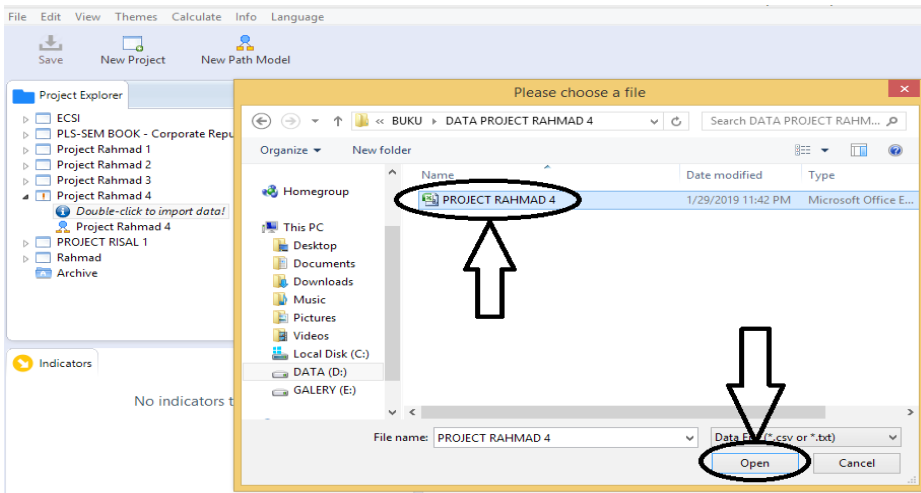 File Edit View Themes Calculate Info Language
Save New Project New Path Model
Project Explorer
ECSI
PLS-SEM BOOK - Corporate Repu
Project Rahmad 1
Project Rahmad 2
Project Rahmad 3
Project Rahmad 4
Double-click to import data!
Project Rahmad 4
PROJECT RISAL 1
Rahmad
Archive
Indicators
No indicators t
Please choose a file
« BUKU DATA PROJECT RAHMAD 4
Search DATA PROJECT RAHM...
Organize New folder
Name Date modified Type
Homegroup
This PC
Desktop
Documents
Downloads
Music
Pictures
Videos
Local Disk (C:)
DATA (D:)
GALERY (E:)
PROJECT RAHMAD 4 1/29/2019 11:42 PM Microsoft Office E...
File name: PROJECT RAHMAD 4
Data (*.csv or *.txt)
Open Cancel